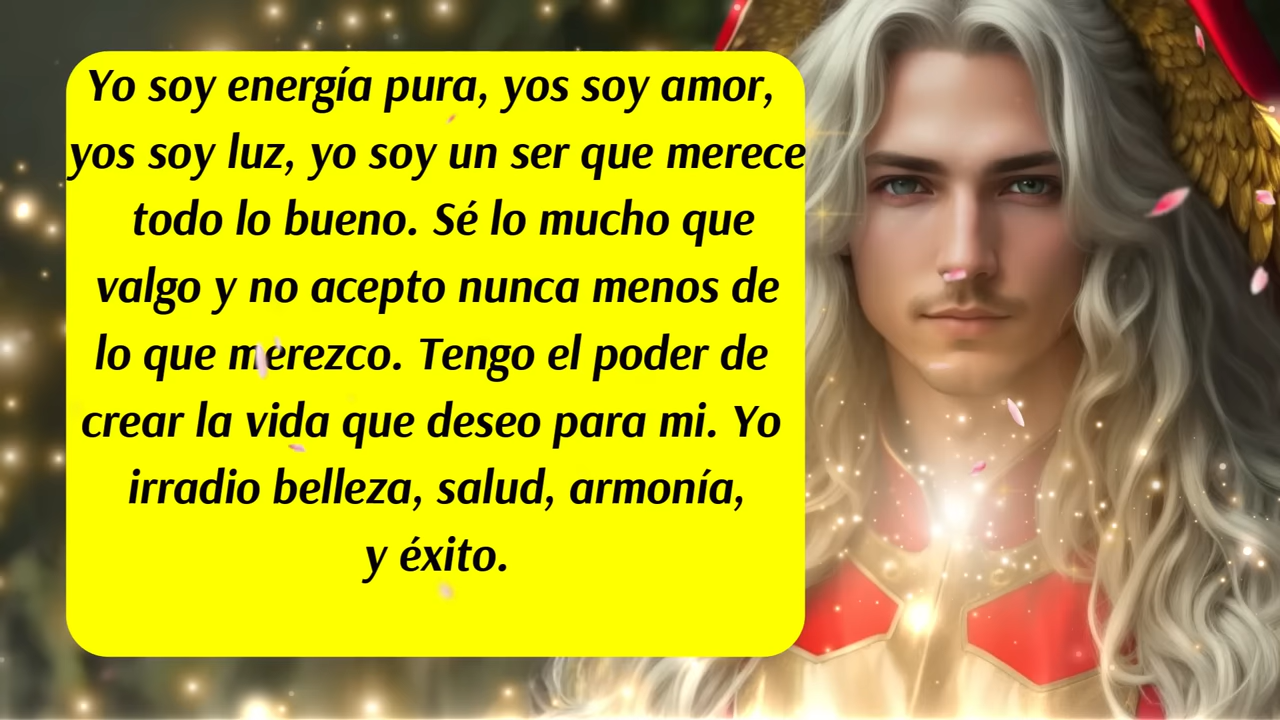 Yo soy energía pura, yos soy amor,
yos soy luz, yo soy un ser que merece
todo lo bueno. Sé lo mucho que
valgo y no acepto nunca menos de
lo que merezco. Tengo el poder de
crear la vida que deseo para mi. Yo
irradio belleza, salud, armonía,
y éxito.